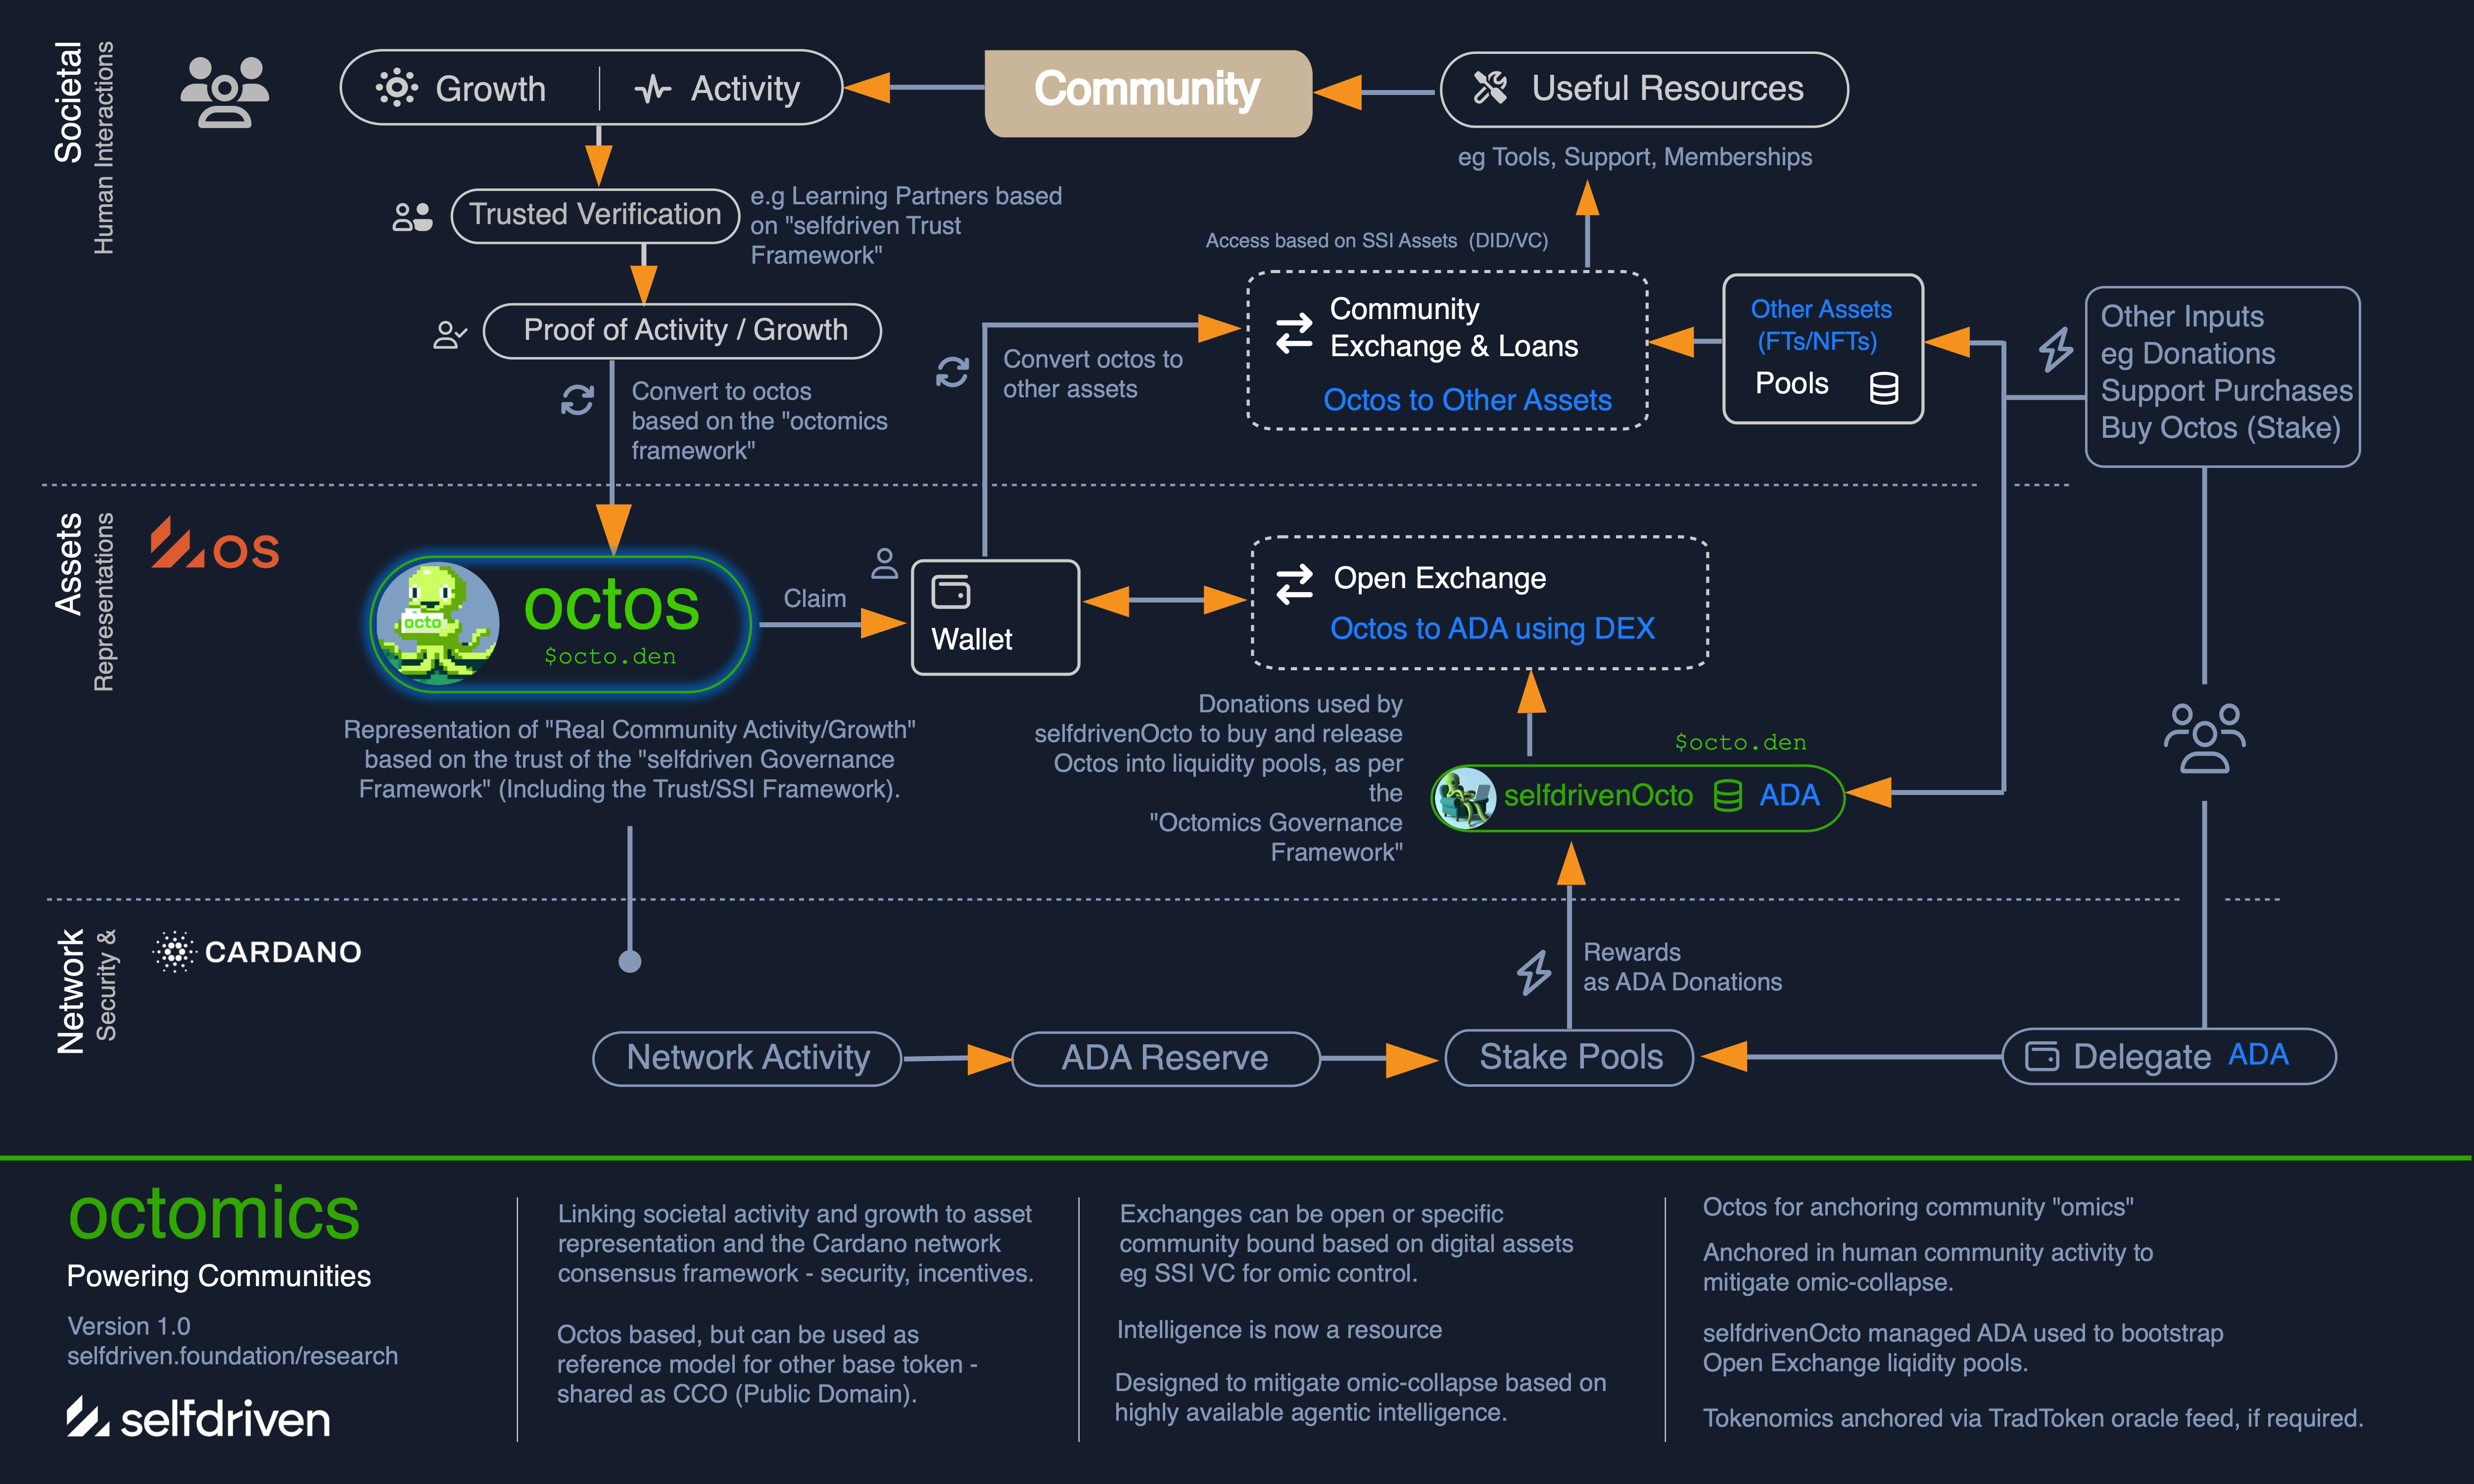 Societal
Human Interactions
Growth
Activity
Community
Useful Resources
eg Tools, Support, Memberships
Trusted Verification
e.g Learning Partners based
on "selfdriven Trust
Framework"
Access based on SSI Assets (DID/VC)
Proof of Activity / Growth
Convert to octos
based on the "octomics
framework"
Convert octos to
other assets
Community
Exchange & Loans
Octos to Other Assets
Other Assets
(FTs/NFTs)
Pools
Other Inputs
eg Donations
Support Purchases
Buy Octos (Stake)
Assets
Representations
os
octo
octos
$octo.den
Claim
Wallet
Open Exchange
Octos to ADA using DEX
Representation of "Real Community Activity/Growth"
based on the trust of the "selfdriven Governance
Framework" (Including the Trust/SSI Framework).
Donations used by
selfdrivenOcto to buy and release
Octos into liquidity pools, as per
the
"Octomics Governance
Framework"
$octo.den
selfdrivenOcto
ADA
Network
Security &
CARDANO
Rewards
as ADA Donations
Network Activity
ADA Reserve
Stake Pools
Delegate ADA
octomics
Powering Communities
Version 1.0
selfdriven.foundation/research
selfdriven
Linking societal activity and growth to asset
representation and the Cardano network
consensus framework - security, incentives.
Octos based, but can be used as
reference model for other base token -
shared as CCO (Public Domain).
Exchanges can be open or specific
community bound based on digital assets
eg SSI VC for omic control.
Intelligence is now a resource
Designed to mitigate omic-collapse based on
highly available agentic intelligence.
Octos for anchoring community "omics"
Anchored in human community activity to
mitigate omic-collapse.
selfdrivenOcto managed ADA used to bootstrap
Open Exchange liqidity pools.
Tokenomics anchored via TradToken oracle feed, if required.